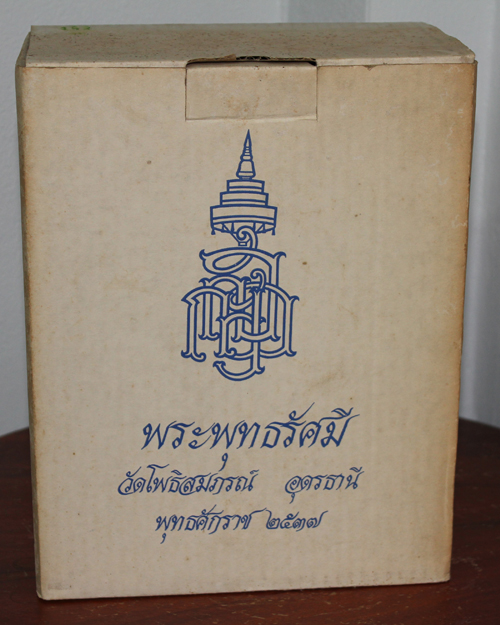 พระพุทธรัศมี
วัดโพธิสมภรณ์ อุดรธานี
พุทธศักราช ๒๕๓๗